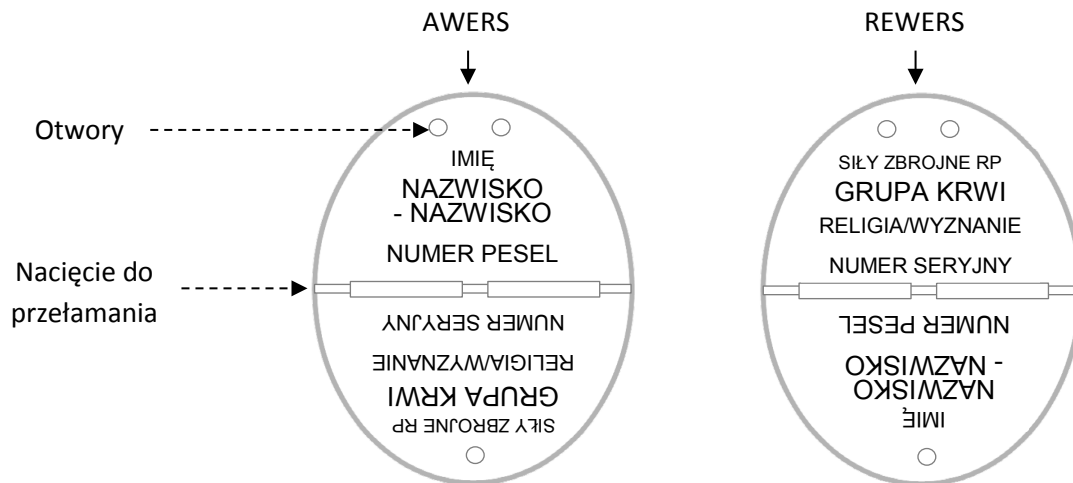 AWERS
REWERS
Otwory
IMIĘ
NAZWISKO
- NAZWISKO
NUMER PESEL
Nacięcie do
przełamania
NUMER SERYJNY
RELIGIA/WYZNANIE
GRUPA KRWI
SIŁY ZBROJNE RP
SIŁY ZBROJNE RP
GRUPA KRWI
RELIGIA/WYZNANIE
NUMER SERYJNY
NUMER PESEL
- NAZWISKO
NAZWISKO
IMIĘ